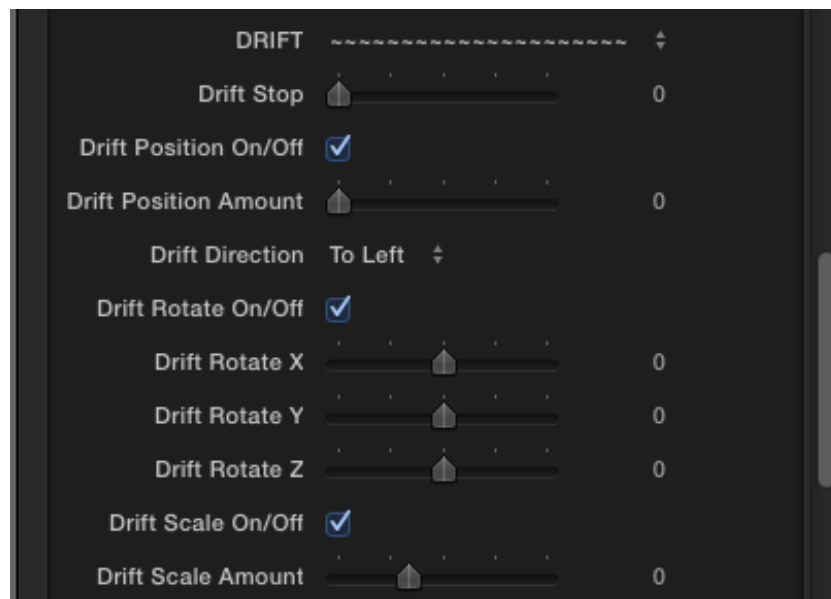 DRIFT ~~~~~~~~~~~~~~~~~~~~~
Drift Stop 0
Drift Position On/Off
Drift Position Amount 0
Drift Direction To Left
Drift Rotate On/Off
Drift Rotate X 0
Drift Rotate Y 0
Drift Rotate Z 0
Drift Scale On/Off
Drift Scale Amount 0